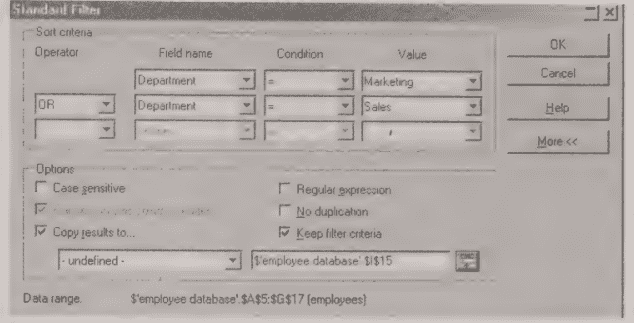 Standard Filter
Sort criteria
Operator Field name Condition Value
Department = Marketing
OR Department = Sales
OK
Cancel
Help
More <<
Options
Case sensitive Regular expression
No duplication
Copy results to... Keep filter criteria
- undefined - $'employee database'.$I$15
Data range. $'employee database'.$A$5:$G$17 (employees)